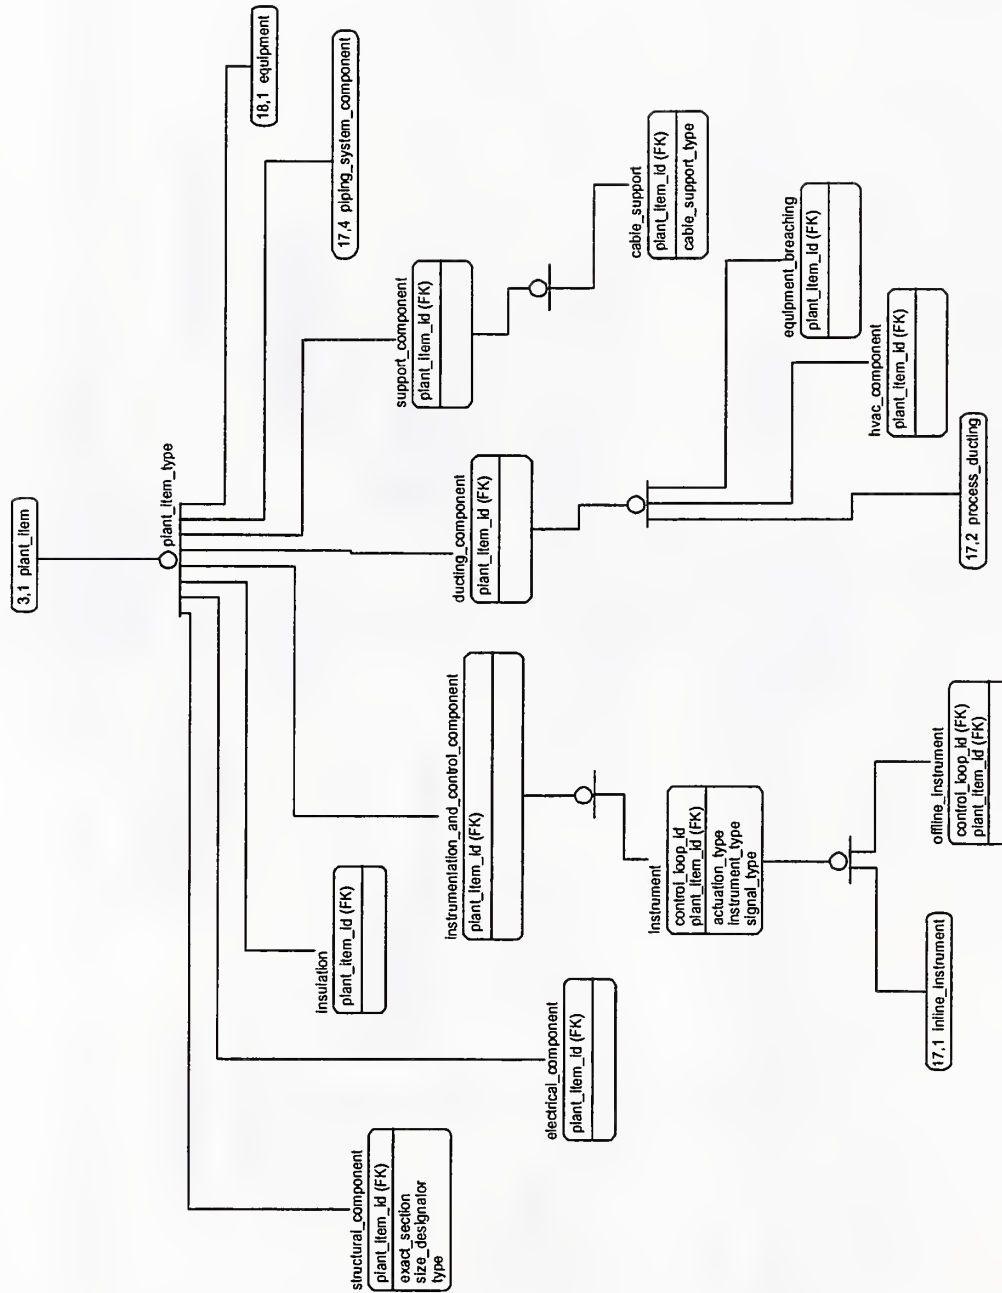 3,1 plant_item
plant_item_type
structural_component
plant_item_id (FK)
exact_section
size_designator
type
electrical_component
plant_item_id (FK)
insulation
plant_item_id (FK)
instrumentation_and_control_component
plant_item_id (FK)
instrument
control_loop_id
plant_item_id (FK)
actuation_type
instrument_type
signal_type
17,1 inline_instrument
offline_instrument
control_loop_id (FK)
plant_item_id (FK)
ducting_component
plant_item_id (FK)
17,2 process_ducting
hvac_component
plant_item_id (FK)
equipment_breaching
plant_item_id (FK)
support_component
plant_item_id (FK)
cable_support
plant_item_id (FK)
cable_support_type
17,4 piping_system_component
18,1 equipment